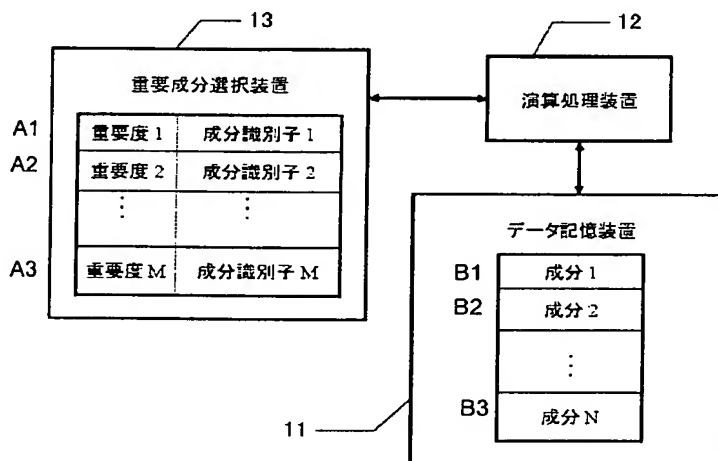 13
12
重要成分選択装置
演算処理装置
A1 重要度 1 成分識別子 1
A2 重要度 2 成分識別子 2
⋮ ⋮
A3 重要度 M 成分識別子 M
データ記憶装置
B1 成分 1
B2 成分 2
⋮
B3 成分 N
11